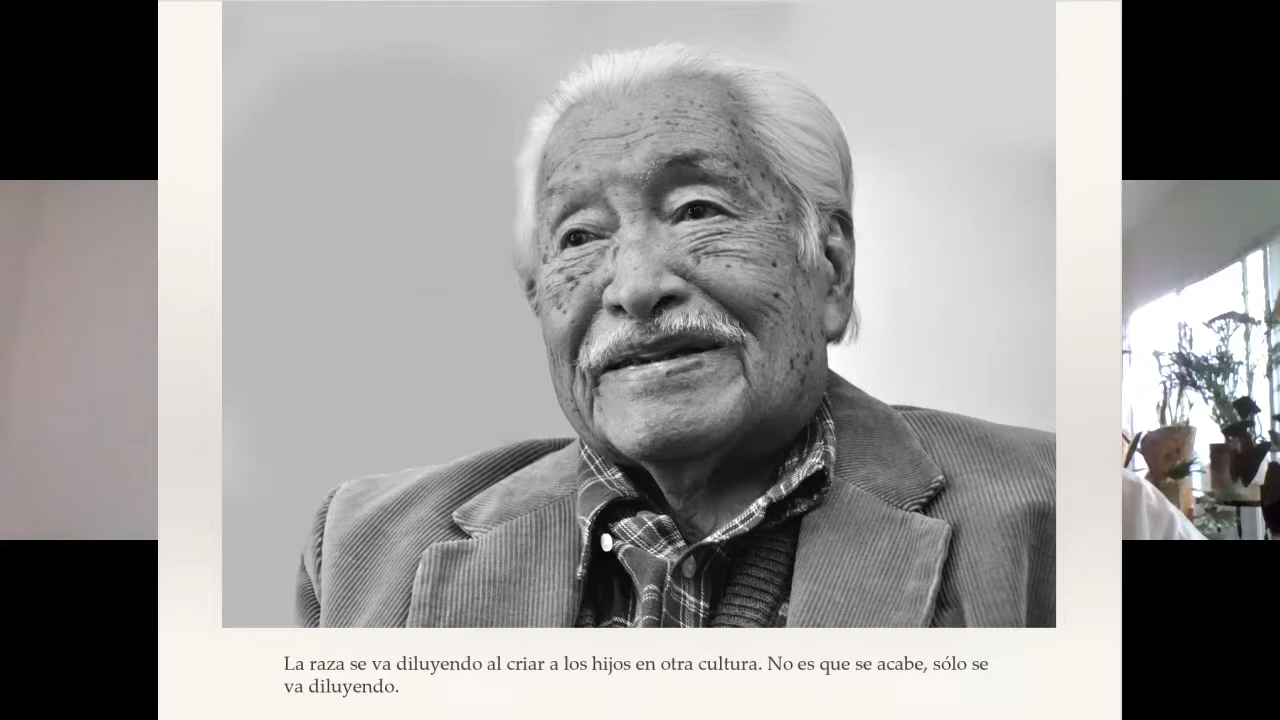 La raza se va diluyendo al criar a los hijos en otra cultura. No es que se acabe, sólo se
va diluyendo.